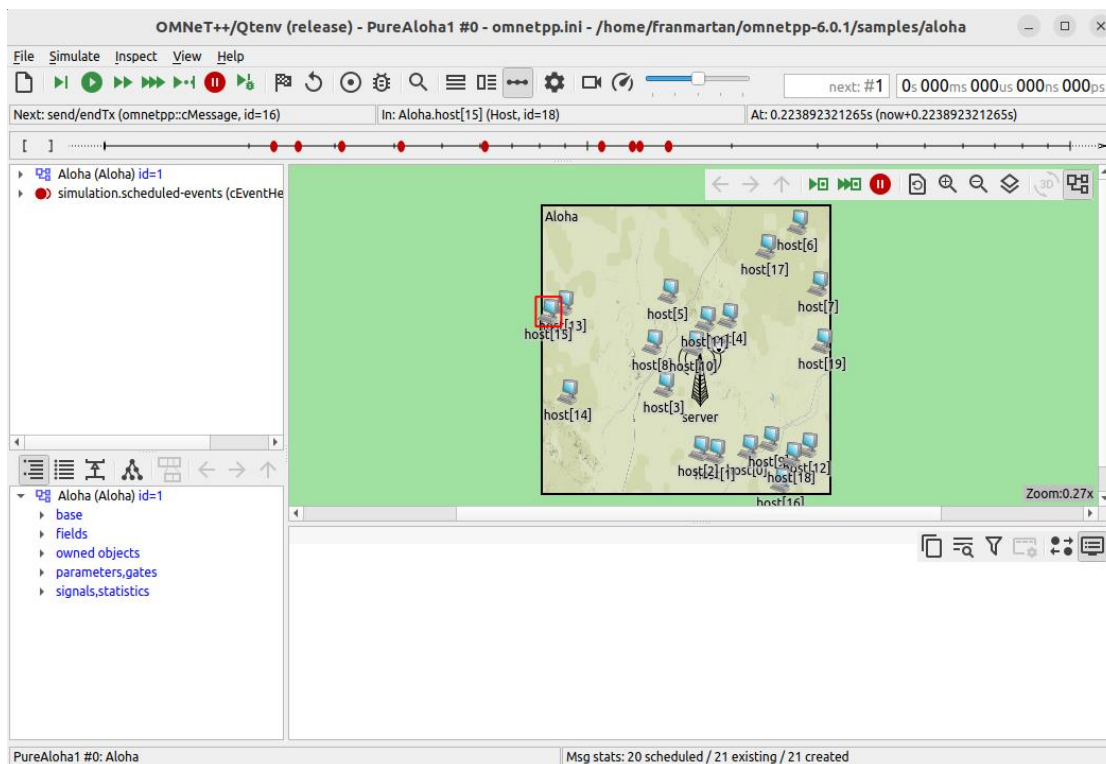 OMNeT++/Qtenv (release) - PureAloha1 #0 - omnetpp.ini - /home/franmartan/omnetpp-6.0.1/samples/aloha
File Simulate Inspect View Help
next: #1 0s 000ms 000us 000ns 000ps
Next: send/endTx (omnetpp::cMessage, id=16) In: Aloha.host[15] (Host, id=18) At: 0.223892321265s (now+0.223892321265s)
[ ]
Aloha (Aloha) id=1
simulation.scheduled-events (cEventHe
3D
Aloha
host[6]
host[17]
host[7]
host[5]
host[13]
host[15]
host[11]
[4]
host[19]
host[8]
host[10]
host[14]
host[3]
server
host[2]
[1]
host[9]
[12]
host[18]
host[16]
Zoom:0.27x
Aloha (Aloha) id=1
base
fields
owned objects
parameters,gates
signals,statistics
PureAloha1 #0: Aloha Msg stats: 20 scheduled / 21 existing / 21 created